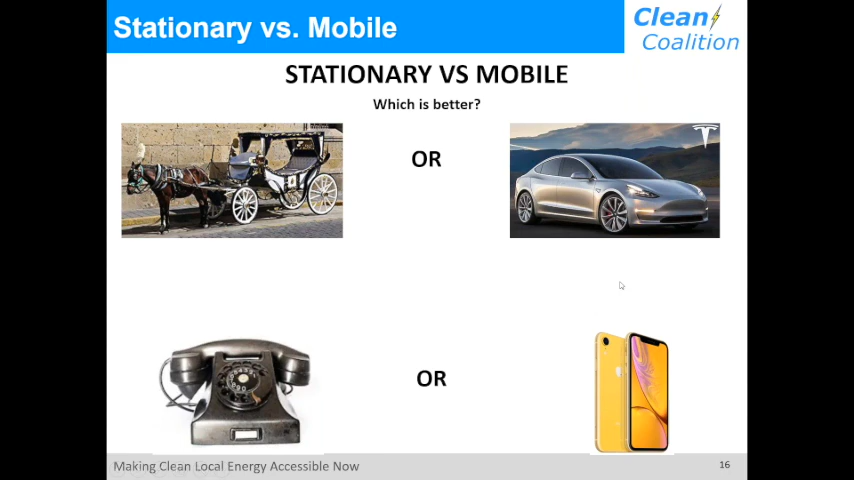 Stationary vs. Mobile
Clean
Coalition
STATIONARY VS MOBILE
Which is better?
OR
OR
Making Clean Local Energy Accessible Now
16